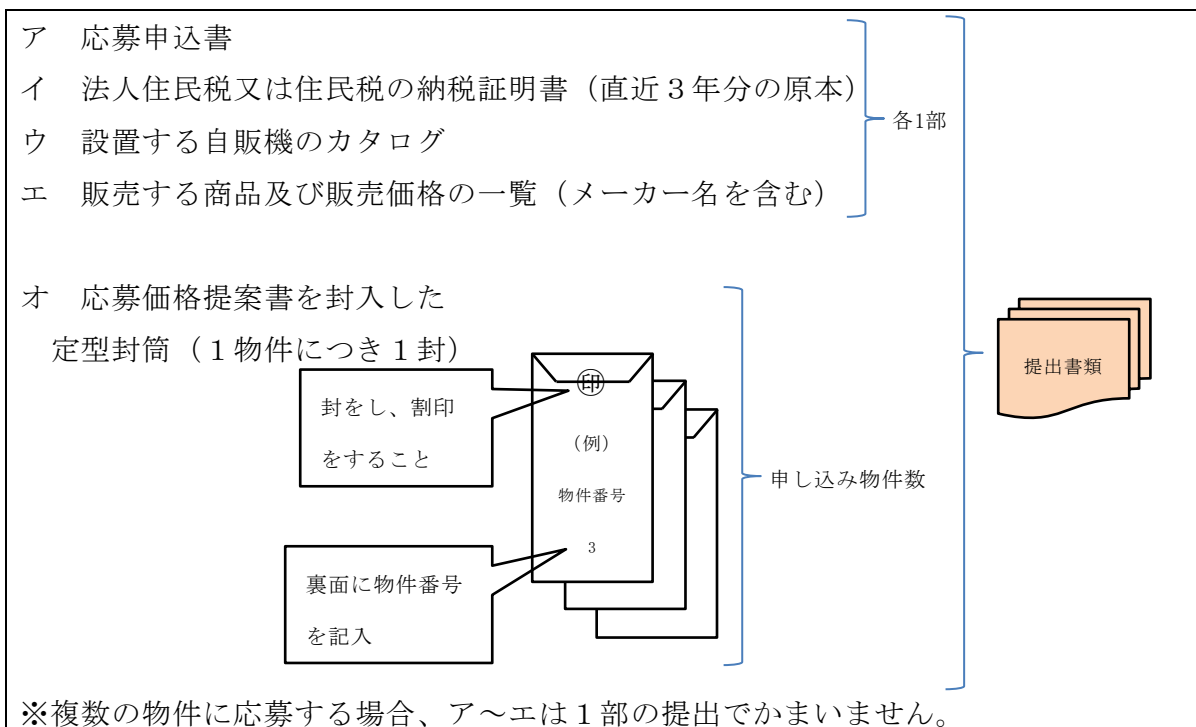 ア　応募申込書
イ　法人住民税又は住民税の納税証明書（直近３年分の原本）
ウ　設置する自販機のカタログ
エ　販売する商品及び販売価格の一覧（メーカー名を含む）
各1部
オ　応募価格提案書を封入した
定型封筒（１物件につき１封）
封をし、割印
をすること
㊞
（例）
物件番号
3
裏面に物件番号
を記入
申し込み物件数
提出書類
※複数の物件に応募する場合、ア～エは１部の提出でかまいません。